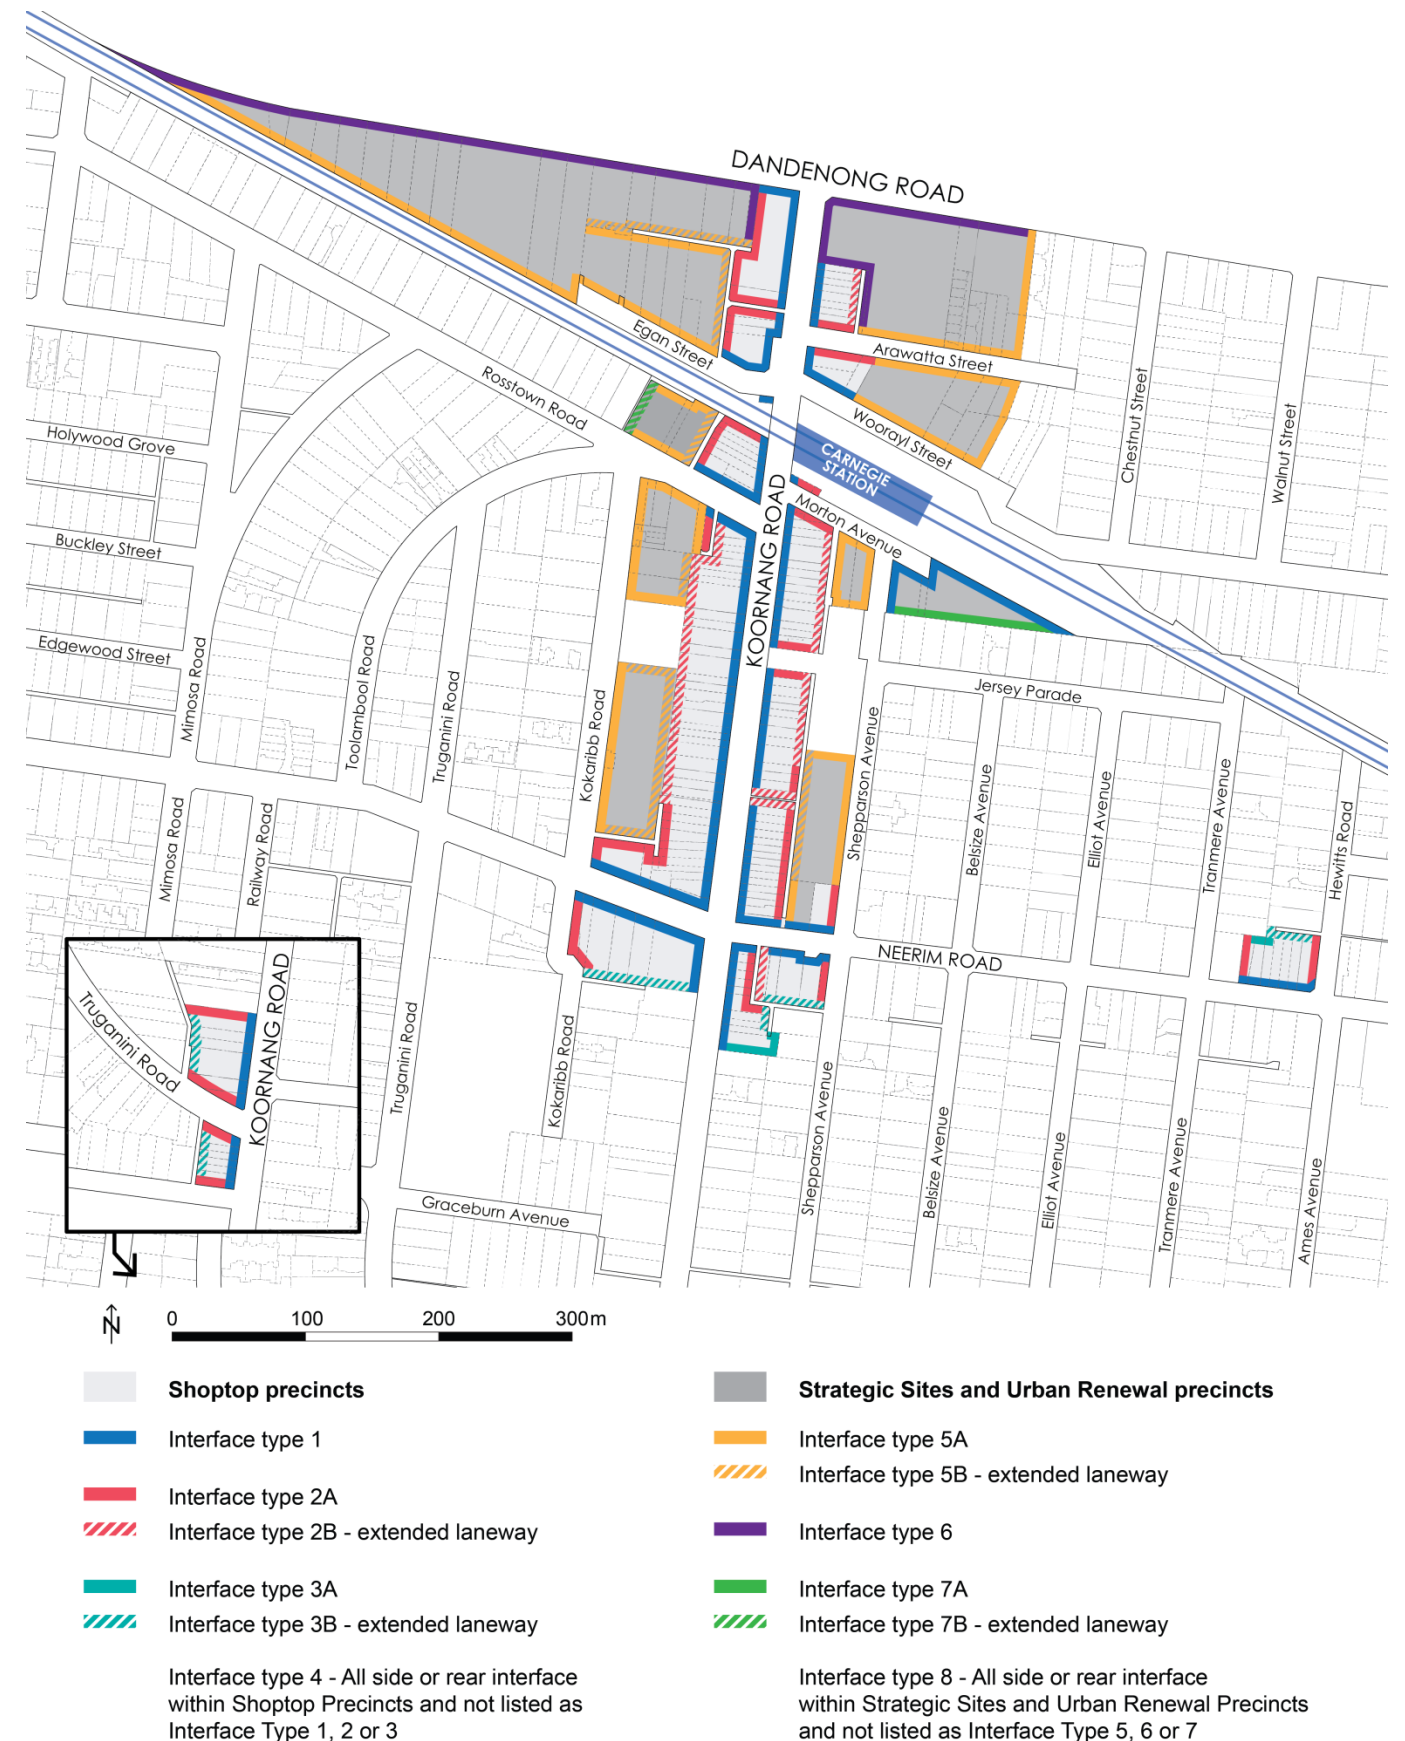 DANDENONG ROAD
Egan Street
Arawatta Street
Rosstown Road
Woorayl Street
Chestnut Street
Walnut Street
CARNEGIE
STATION
Holywood Grove
Morton Avenue
KOORNANG ROAD
Buckley Street
Edgewood Street
Mimosa Road
Toolambool Road
Truganini Road
Kokaribb Road
Jersey Parade
Shepparson Avenue
Belsize Avenue
Elliot Avenue
Tranmere Avenue
Hewitts Road
Mimosa Road
Railway Road
NEERIM ROAD
Truganini Road
KOORNANG ROAD
Truganini Road
Kokaribb Road
Shepparson Avenue
Belsize Avenue
Elliot Avenue
Tranmere Avenue
Ames Avenue
Graceburn Avenue
N
0 100 200 300m
Shoptop precincts
Interface type 1
Interface type 2A
Interface type 2B - extended laneway
Interface type 3A
Interface type 3B - extended laneway
Interface type 4 - All side or rear interface
within Shoptop Precincts and not listed as
Interface Type 1, 2 or 3
Strategic Sites and Urban Renewal precincts
Interface type 5A
Interface type 5B - extended laneway
Interface type 6
Interface type 7A
Interface type 7B - extended laneway
Interface type 8 - All side or rear interface
within Strategic Sites and Urban Renewal Precincts
and not listed as Interface Type 5, 6 or 7